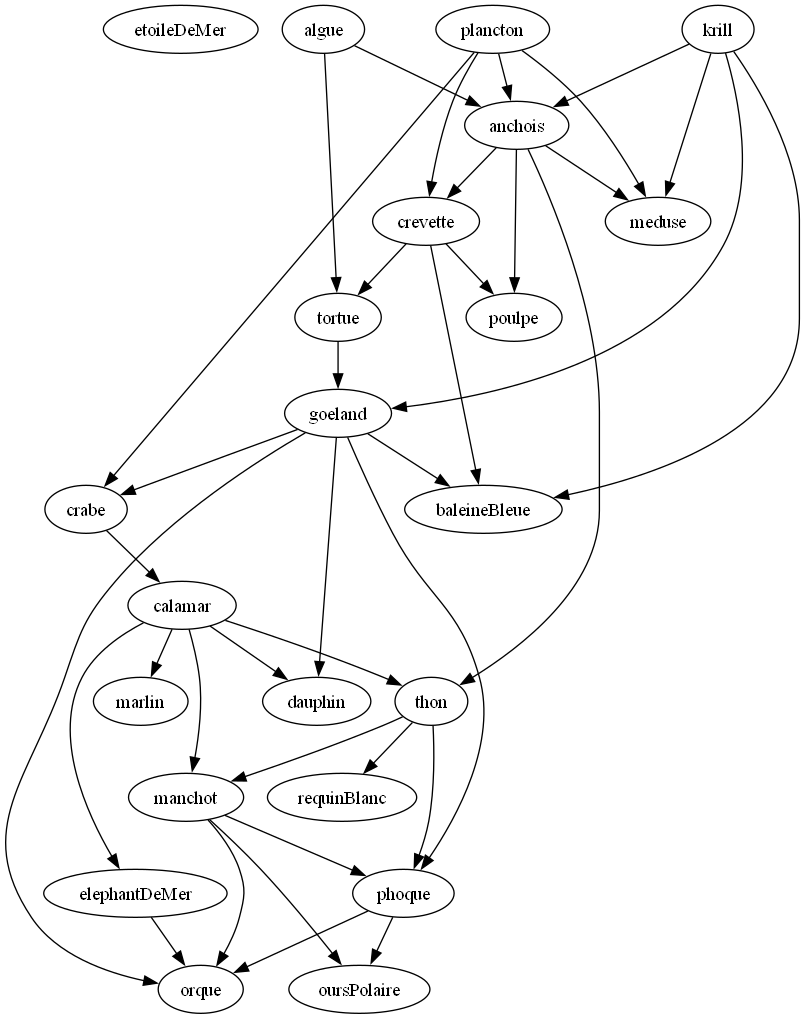 etoileDeMer
algue
plancton
krill
anchois
crevette
meduse
tortue
poulpe
goeland
crabe
baleineBleue
calamar
marlin
dauphin
thon
manchot
requinBlanc
elephantDeMer
phoque
orque
oursPolaire